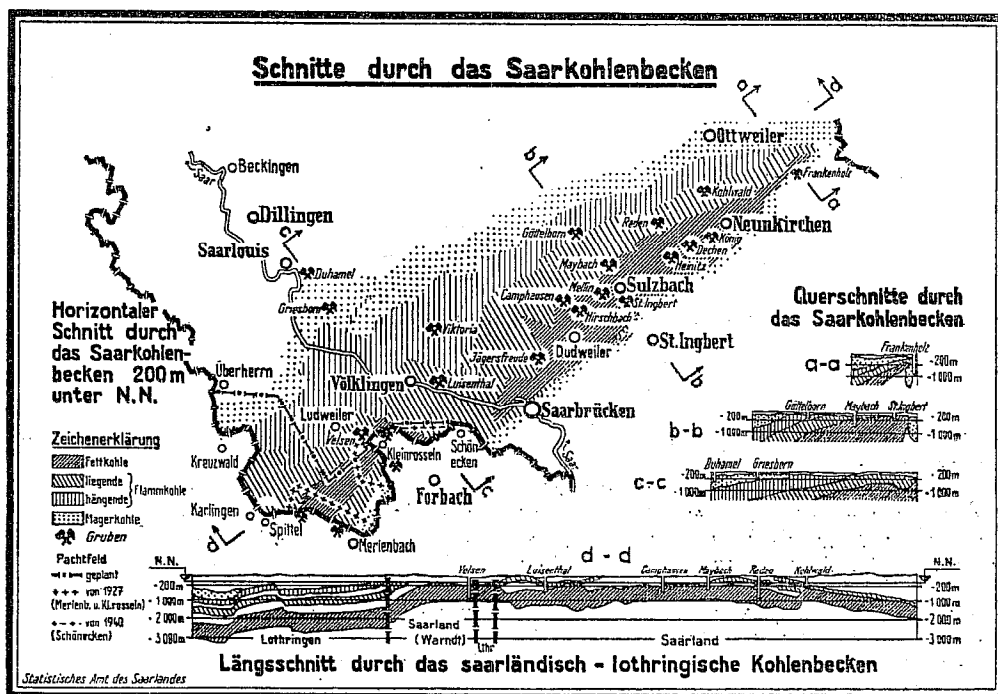 Schnitte durch das Saarkohlenbecken
a
d
Ottweiler
Beckingen
Saar
b
Frankenholz
Kohlwald
a
Dillingen
c
Göttelborn
Reden
Neunkirchen
König
Dechen
Heinitz
Saarlouis
Duhamel
Maybach
Mellin
Sulzbach
St.Ingbert
Griesborn
Camphausen
Hirschbach
Horizontaler
Schnitt durch
das Saarkohlen-
becken 200 m
unter N.N.
Viktoria
Jägersfreude
Dudweiler
St.Ingbert
b
Überherrn
Völklingen
Luisenthal
Saarbrücken
Ludweiler
Velsen
Kleinrosseln
Schön-
ecken
Saar
Kreuzwald
Forbach
c
Karlingen
Spittel
Merlenbach
d
Querschnitte durch
das Saarkohlenbecken
Frankenholz
a-a
-200m
-1000m
Göttelborn Maybach St.Ingbert
b-b
-200m
-1000m
-200m
-1000m
Duhamel Griesborn
c-c
-200m
-1000m
-200m
-1000m
Zeichenerklärung
Fettkohle
liegende
hängende
Flammkohle
Magerkohle
Gruben
Pachtfeld
geplant
von 1927
(Merlenb. u. Kl.rosseln)
von 1940
(Schönecken)
d - d
N.N.
-200m
-1000m
-2000m
-3000m
Velsen Luisenthal Camphausen Maybach Reden Kohlwald
N.N.
-200m
-1000m
-2000m
-3000m
Lothringen
Saarland
(Warndt)
Lthr
Saarland
Längsschnitt durch das saarländisch - lothringische Kohlenbecken
Statistisches Amt des Saarlandes